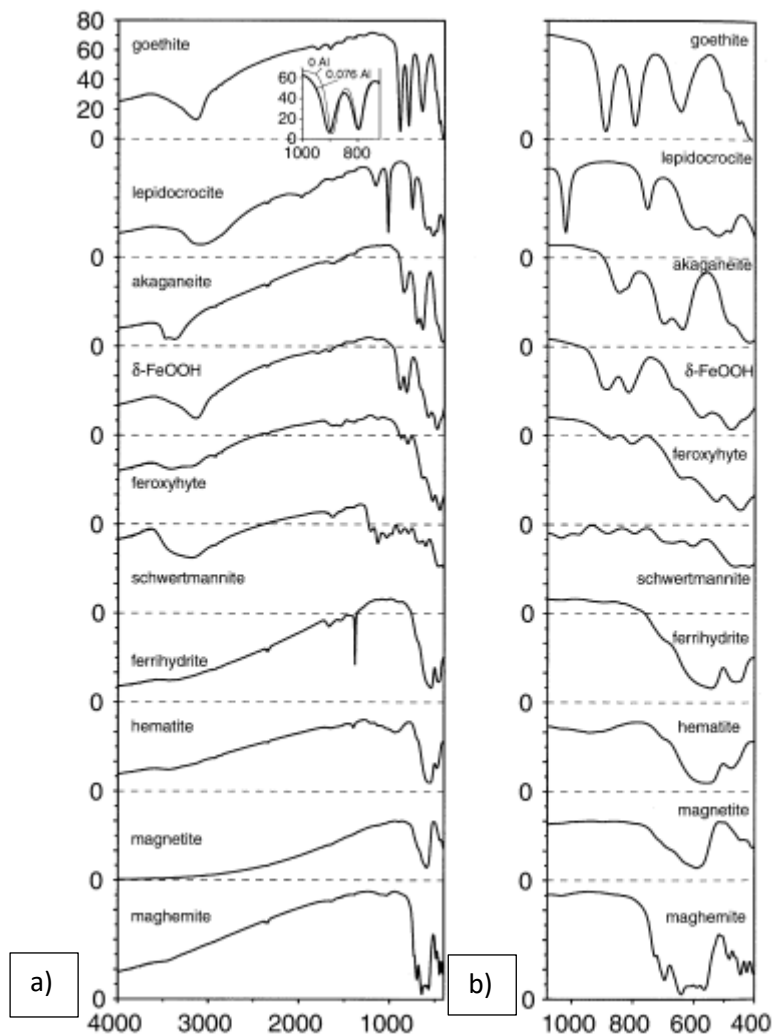 80
60
40
20
0
goethite
0 Al
0,076 Al
60
40
20
0
1000
800
lepidocrocite
0
akaganeite
0
δ-FeOOH
0
feroxyhyte
0
schwertmannite
0
ferrihydrite
0
hematite
0
magnetite
0
maghemite
0
4000
3000
2000
1000
a)
goethite
0
lepidocrocite
0
akaganeite
0
δ-FeOOH
0
feroxyhyte
0
schwertmannite
0
ferrihydrite
0
hematite
0
magnetite
0
maghemite
0
1000
800
600
400
b)